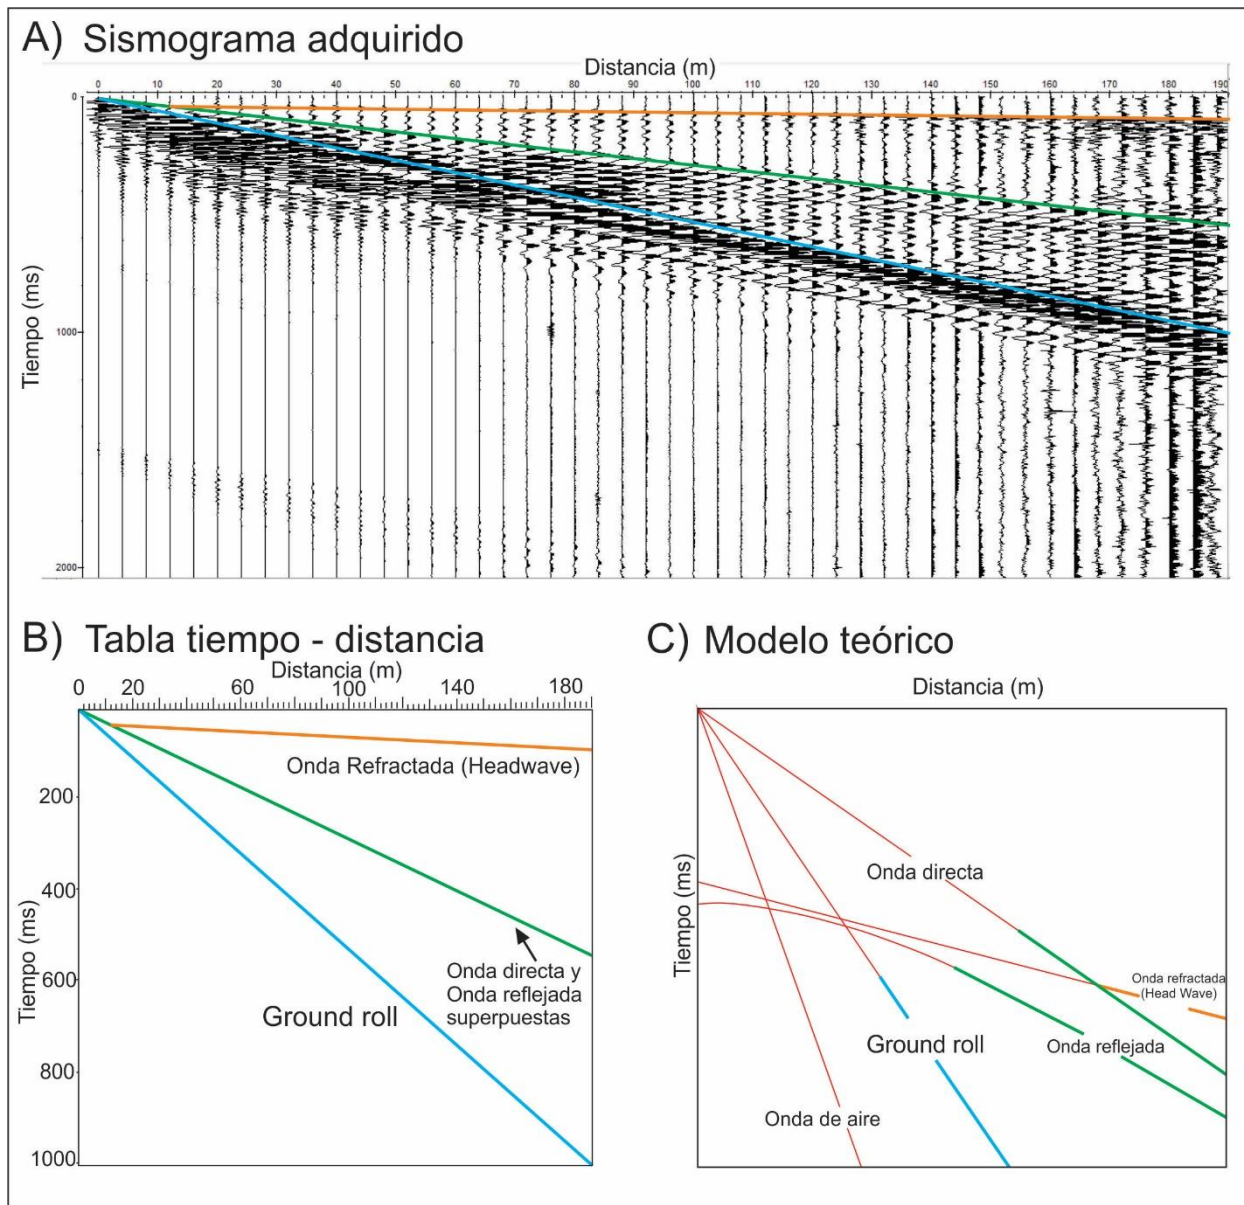 A) Sismograma adquirido
Distancia (m)
0 10 20 30 40 50 60 70 80 90 100 110 120 130 140 150 160 170 180 190
0
1000
2000
Tiempo (ms)
B) Tabla tiempo - distancia
Distancia (m)
0 20 60 100 140 180
Onda Refractada (Headwave)
200
400
600
800
1000
Tiempo (ms)
Onda directa y
Onda reflejada
superpuestas
Ground roll
C) Modelo teórico
Distancia (m)
Tiempo (ms)
Onda directa
Onda refractada
(Head Wave)
Ground roll
Onda reflejada
Onda de aire